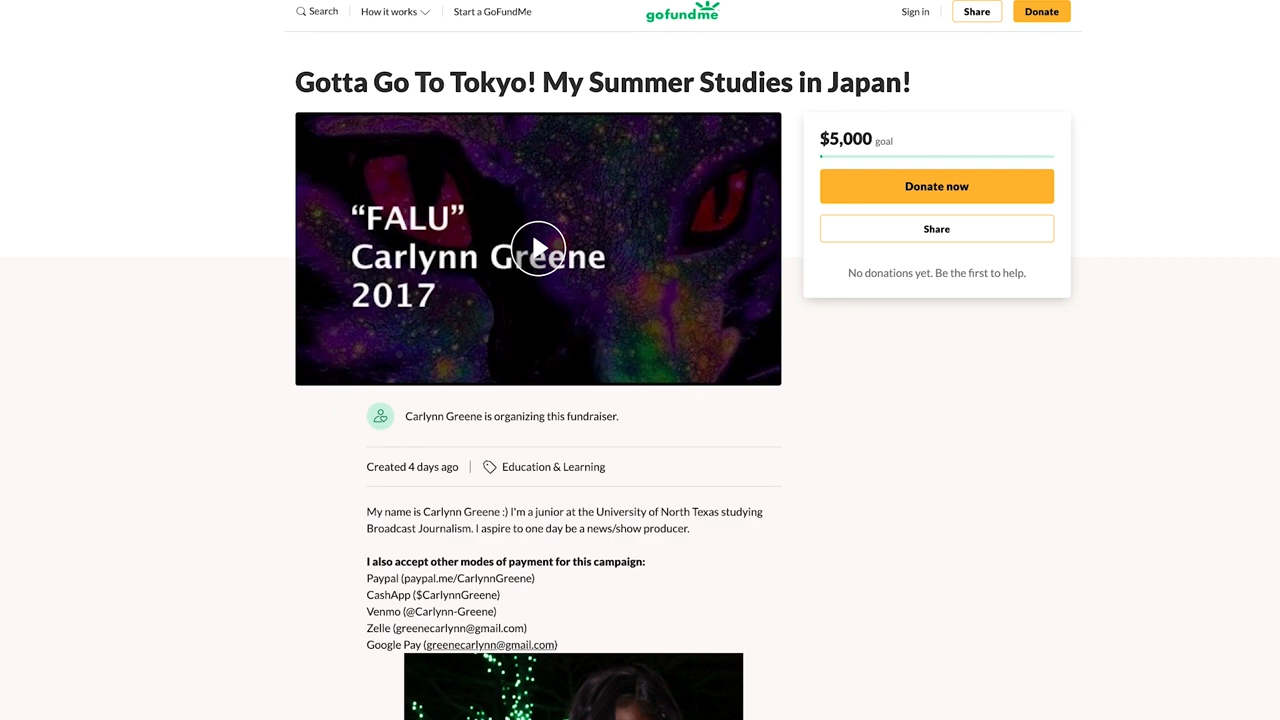 Search
How it works
Start a GoFundMe
gofundme
Sign in
Share
Donate
Gotta Go To Tokyo! My Summer Studies in Japan!
“FALU”
Carlynn Greene
2017
$5,000 goal
Donate now
Share
No donations yet. Be the first to help.
Carlynn Greene is organizing this fundraiser.
Created 4 days ago
Education & Learning
My name is Carlynn Greene :) I'm a junior at the University of North Texas studying
Broadcast Journalism. I aspire to one day be a news/show producer.
I also accept other modes of payment for this campaign:
Paypal (paypal.me/CarlynnGreene)
CashApp ($CarlynnGreene)
Venmo (@Carlynn-Greene)
Zelle (greenecarlynn@gmail.com)
Google Pay (greenecarlynn@gmail.com)